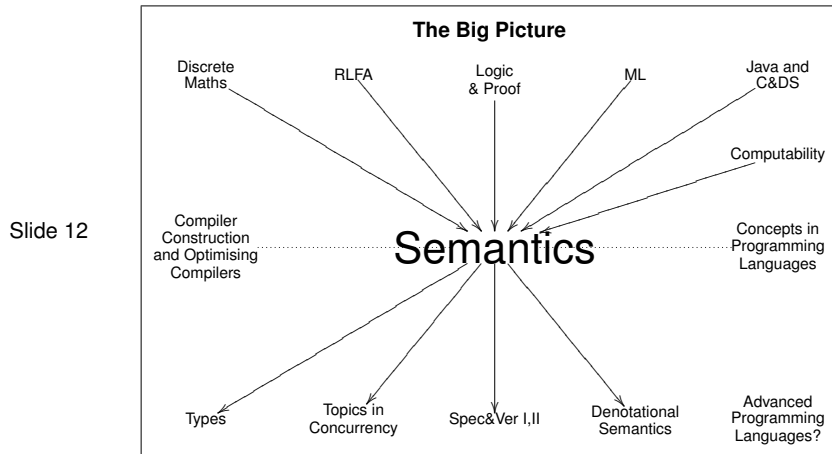 The Big Picture
Discrete
Maths
RLFA
Logic
& Proof
ML
Java and
C&DS
Computability
Slide 12
Compiler
Construction
and Optimising
Compilers
Semantics
Concepts in
Programming
Languages
Types
Topics in
Concurrency
Spec&Ver I,II
Denotational
Semantics
Advanced
Programming
Languages?